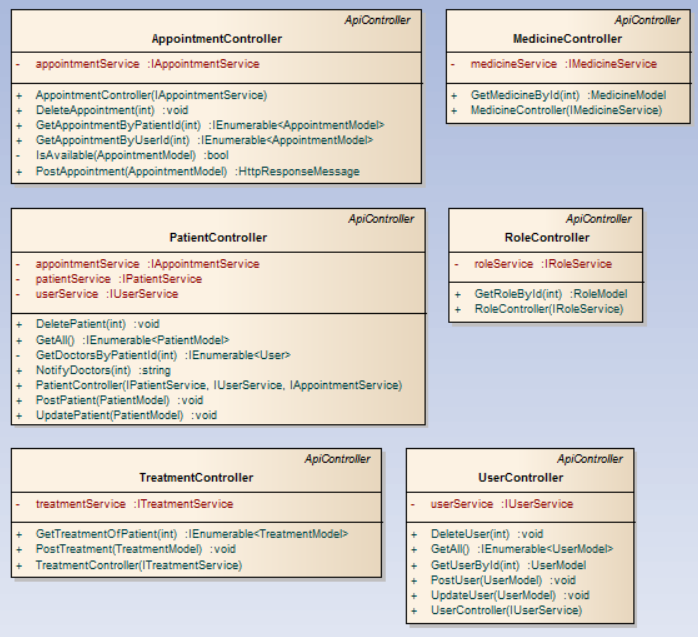 ApiController
AppointmentController
- appointmentService :IAppointmentService
+ AppointmentController(IAppointmentService)
+ DeleteAppointment(int) :void
+ GetAppointmentByPatientId(int) :IEnumerable<AppointmentModel>
+ GetAppointmentByUserId(int) :IEnumerable<AppointmentModel>
- IsAvailable(AppointmentModel) :bool
+ PostAppointment(AppointmentModel) :HttpResponseMessage
ApiController
MedicineController
- medicineService :IMedicineService
+ GetMedicineById(int) :MedicineModel
+ MedicineController(IMedicineService)
ApiController
PatientController
- appointmentService :IAppointmentService
- patientService :IPatientService
- userService :IUserService
+ DeletePatient(int) :void
+ GetAll() :IEnumerable<PatientModel>
- GetDoctorsByPatientId(int) :IEnumerable<User>
+ NotifyDoctors(int) :string
+ PatientController(IPatientService, IUserService, IAppointmentService)
+ PostPatient(PatientModel) :void
+ UpdatePatient(PatientModel) :void
ApiController
RoleController
- roleService :IRoleService
+ GetRoleById(int) :RoleModel
+ RoleController(IRoleService)
ApiController
TreatmentController
- treatmentService :ITreatmentService
+ GetTreatmentOfPatient(int) :IEnumerable<TreatmentModel>
+ PostTreatment(TreatmentModel) :void
+ TreatmentController(ITreatmentService)
ApiController
UserController
- userService :IUserService
+ DeleteUser(int) :void
+ GetAll() :IEnumerable<UserModel>
+ GetUserById(int) :UserModel
+ PostUser(UserModel) :void
+ UpdateUser(UserModel) :void
+ UserController(IUserService)